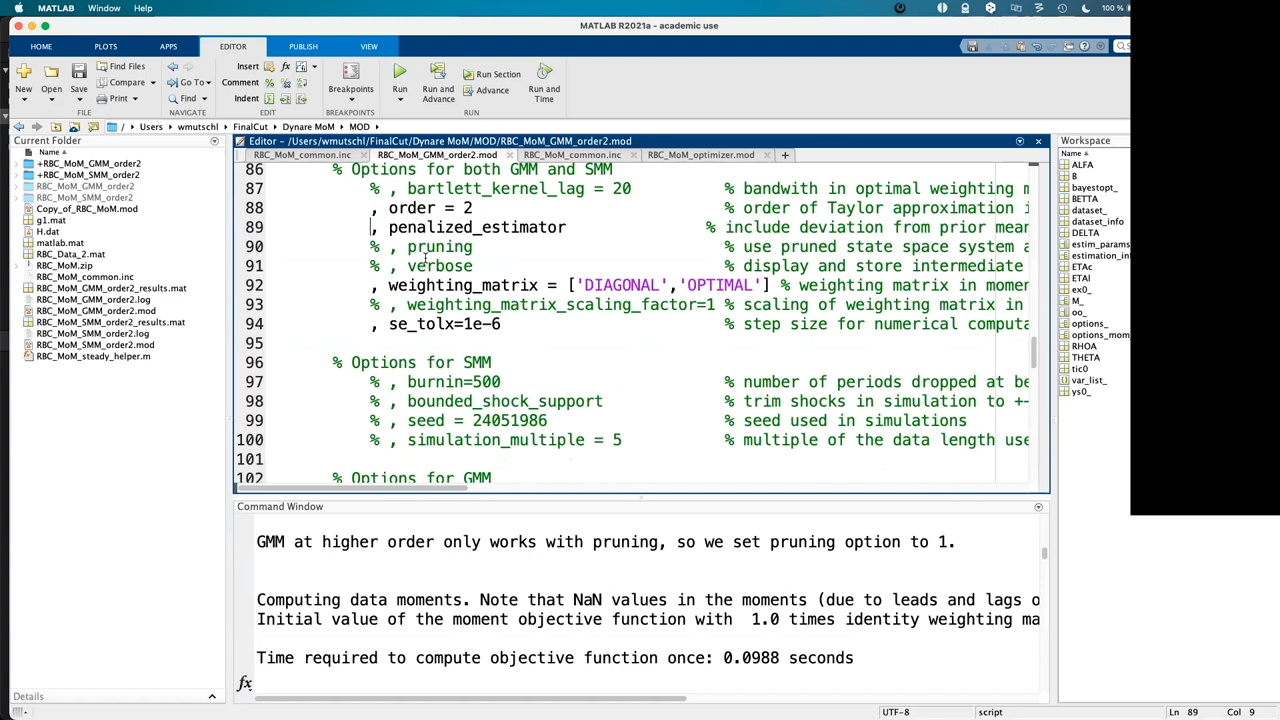 MATLAB Window Help 100 %
MATLAB R2021a - academic use
HOME PLOTS APPS EDITOR PUBLISH VIEW
New Open Save Find Files Compare Print Go To Find Insert Comment Indent Breakpoints Run Run and Advance Run Section Advance Run and Time
FILE NAVIGATE EDIT BREAKPOINTS RUN
/ Users wmutschl FinalCut Dynare MoM MOD
Current Folder
Name
+RBC_MoM_GMM_order2
+RBC_MoM_SMM_order2
RBC_MoM_GMM_order2
RBC_MoM_SMM_order2
Copy_of_RBC_MoM.mod
g1.mat
H.dat
matlab.mat
RBC_Data_2.mat
RBC_MoM.zip
RBC_MoM_common.inc
RBC_MoM_GMM_order2_results.mat
RBC_MoM_GMM_order2.log
RBC_MoM_GMM_order2.mod
RBC_MoM_SMM_order2_results.mat
RBC_MoM_SMM_order2.log
RBC_MoM_SMM_order2.mod
RBC_MoM_steady_helper.m
Details
Editor - /Users/wmutschl/FinalCut/Dynare MoM/MOD/RBC_MoM_GMM_order2.mod
RBC_MoM_common.inc RBC_MoM_GMM_order2.mod RBC_MoM_common.inc RBC_MoM_optimizer.mod
86 % Options for both GMM and SMM
87 % , bartlett_kernel_lag = 20 % bandwith in optimal weighting m
88 , order = 2 % order of Taylor approximation i
89 , penalized_estimator % include deviation from prior mean
90 % , pruning % use pruned state space system a
91 % , verbose % display and store intermediate
92 , weighting_matrix = ['DIAGONAL','OPTIMAL'] % weighting matrix in momen
93 % , weighting_matrix_scaling_factor=1 % scaling of weighting matrix in
94 , se_tolx=1e-6 % step size for numerical computa
95
96 % Options for SMM
97 % , burnin=500 % number of periods dropped at be
98 % , bounded_shock_support % trim shocks in simulation to +-
99 % , seed = 24051986 % seed used in simulations
100 % , simulation_multiple = 5 % multiple of the data length use
101
102 % Options for GMM
Command Window
GMM at higher order only works with pruning, so we set pruning option to 1.
Computing data moments. Note that NaN values in the moments (due to leads and lags o
Initial value of the moment objective function with 1.0 times identity weighting ma
Time required to compute objective function once: 0.0988 seconds
fx
Workspace
Name
ALFA
B
bayestopt_
BETTA
dataset_
dataset_info
DELTA
estim_params
estimation_in
ETAc
ETAl
ex0_
M_
oo_
options_
options_mom
RHOA
THETA
tic0
var_list_
ys0_
UTF-8 script Ln 89 Col 9